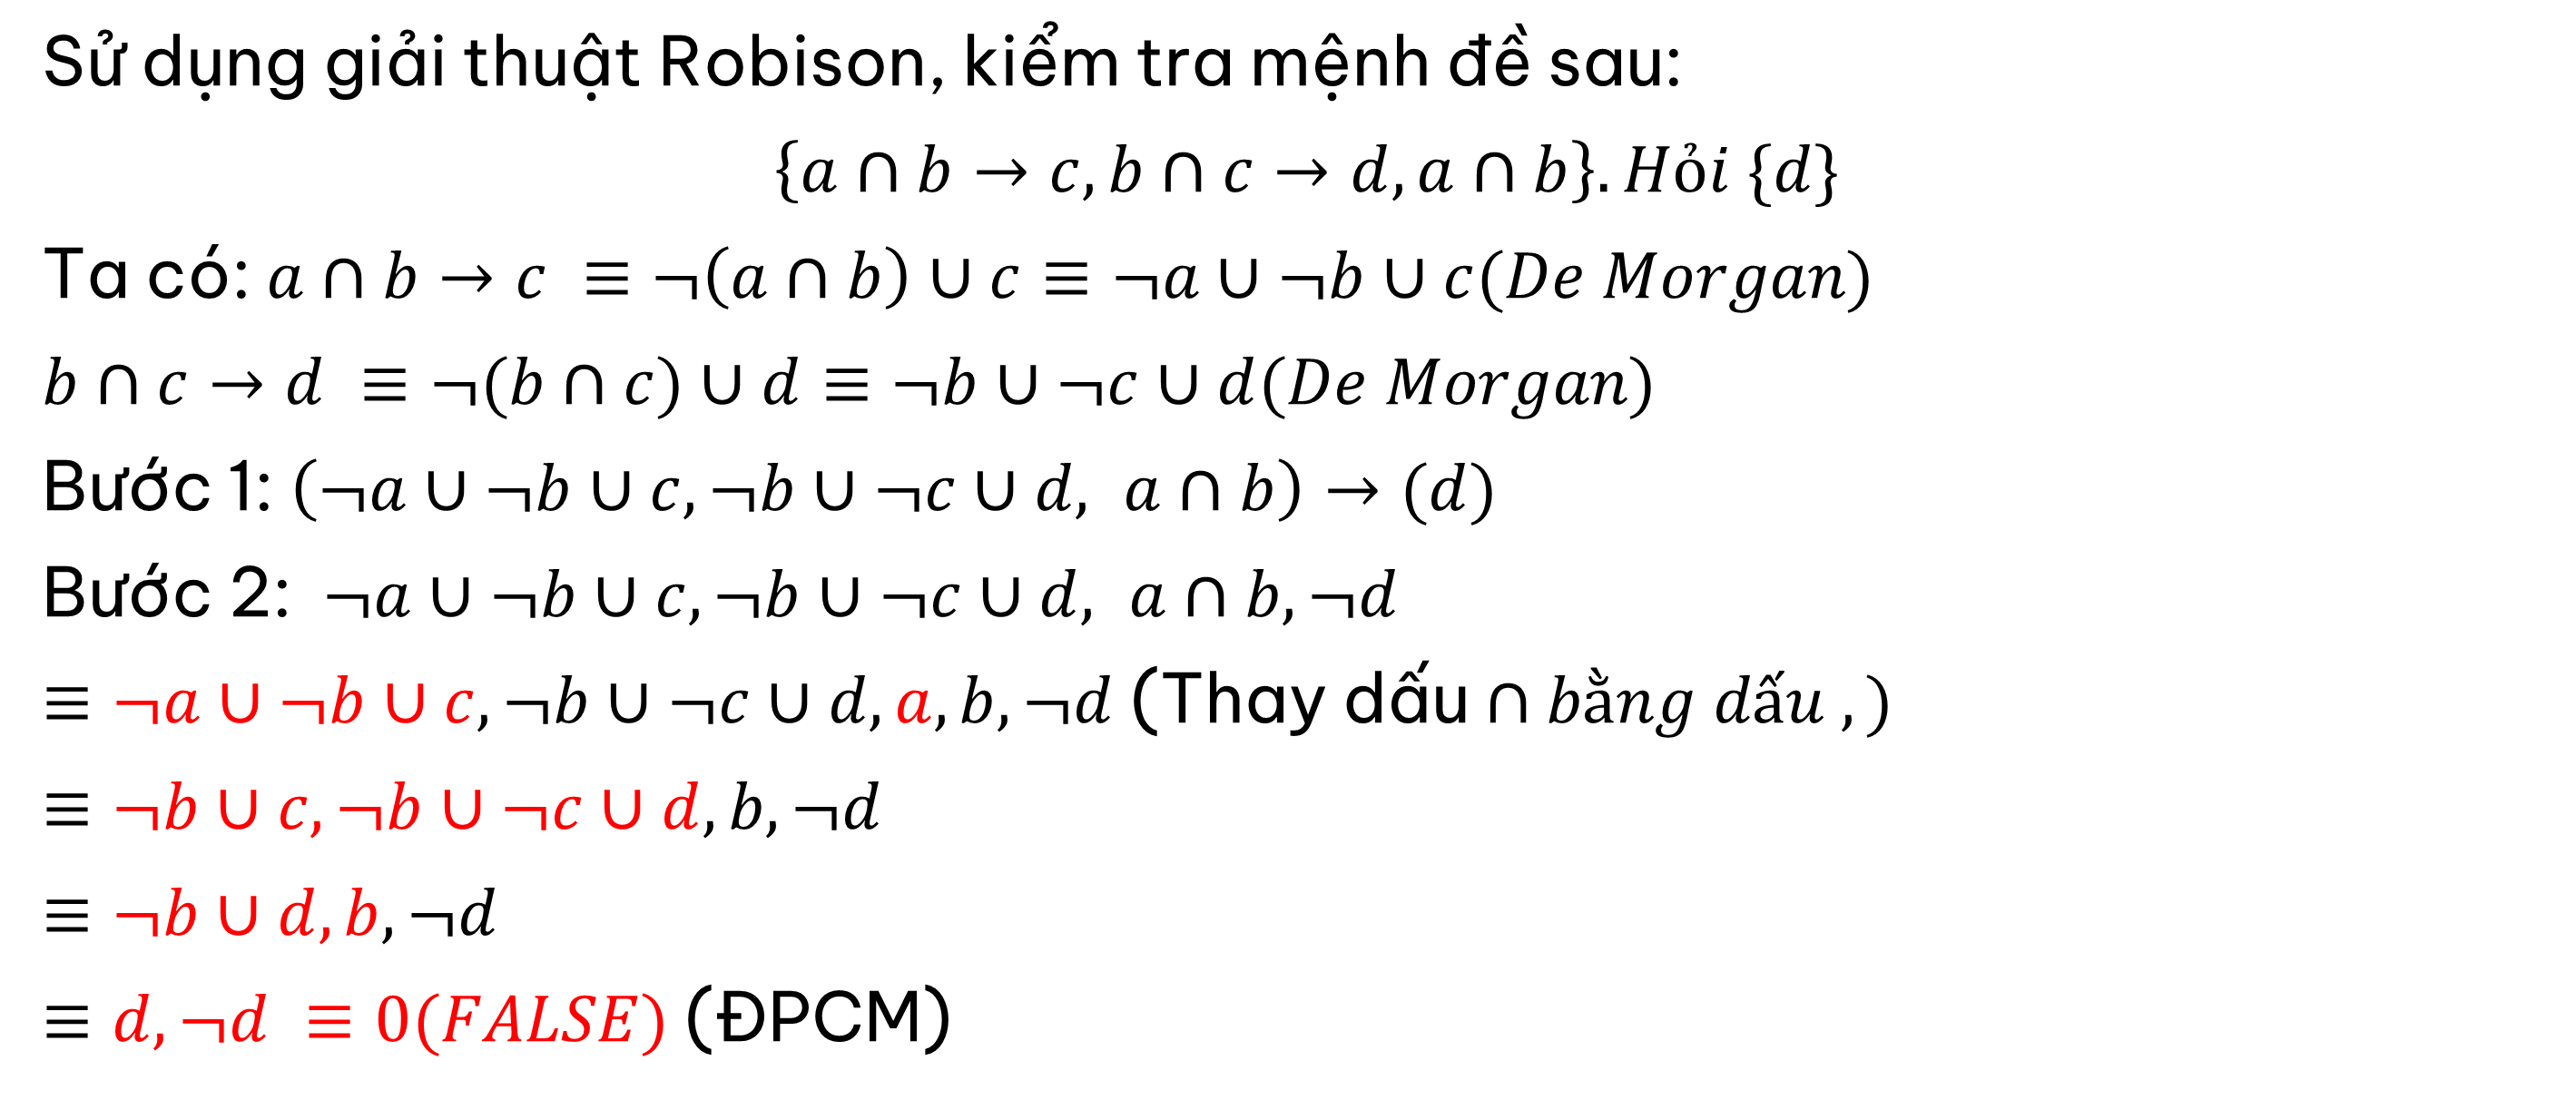 Sử dụng giải thuật Robison, kiểm tra mệnh đề sau:
{a ∩ b → c, b ∩ c → d, a ∩ b}. Hỏi {d}
Ta có: a ∩ b → c ≡ ¬(a ∩ b) ∪ c ≡ ¬a ∪ ¬b ∪ c(De Morgan)
b ∩ c → d ≡ ¬(b ∩ c) ∪ d ≡ ¬b ∪ ¬c ∪ d(De Morgan)
Bước 1: (¬a ∪ ¬b ∪ c, ¬b ∪ ¬c ∪ d, a ∩ b) → (d)
Bước 2: ¬a ∪ ¬b ∪ c, ¬b ∪ ¬c ∪ d, a ∩ b, ¬d
≡ ¬a ∪ ¬b ∪ c, ¬b ∪ ¬c ∪ d, a, b, ¬d (Thay dấu ∩ bằng dấu , )
≡ ¬b ∪ c, ¬b ∪ ¬c ∪ d, b, ¬d
≡ ¬b ∪ d, b, ¬d
≡ d, ¬d ≡ 0(FALSE) (ĐPCM)